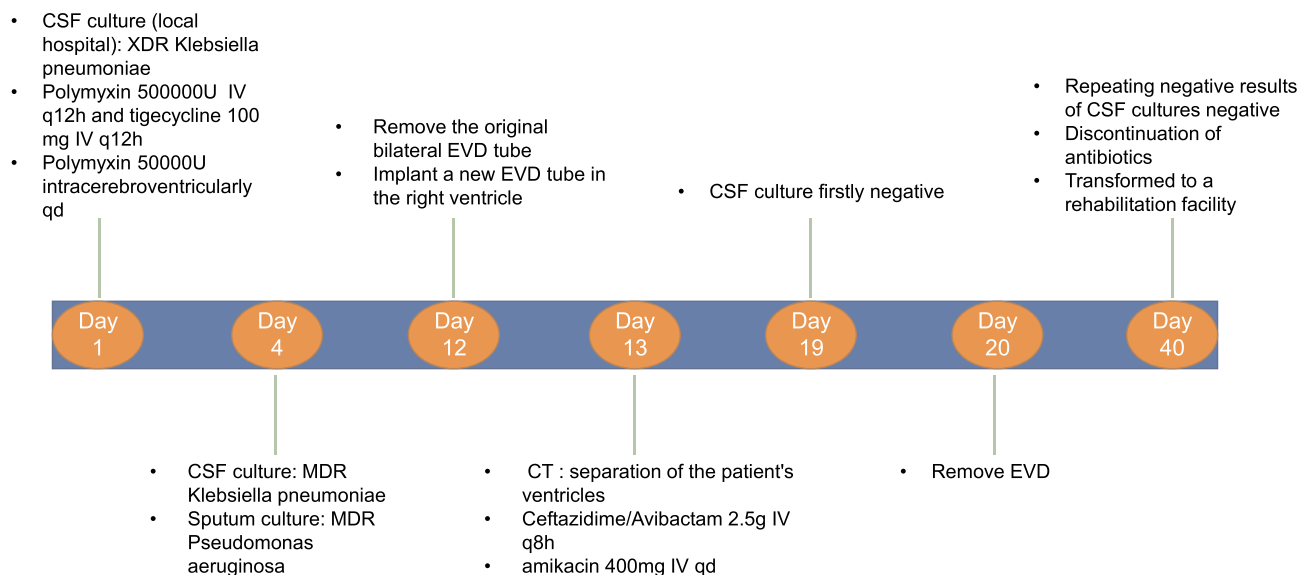 • CSF culture (local
hospital): XDR Klebsiella
pneumoniae
• Polymyxin 500000U IV
q12h and tigecycline 100
mg IV q12h
• Polymyxin 50000U
intracerebroventricularly
qd
• Remove the original
bilateral EVD tube
• Implant a new EVD tube in
the right ventricle
• CSF culture firstly negative
• Repeating negative results
of CSF cultures negative
• Discontinuation of
antibiotics
• Transformed to a
rehabilitation facility
Day
1
Day
4
Day
12
Day
13
Day
19
Day
20
Day
40
• CSF culture: MDR
Klebsiella pneumoniae
• Sputum culture: MDR
Pseudomonas
aeruginosa
• CT : separation of the patient's
ventricles
• Ceftazidime/Avibactam 2.5g IV
q8h
• amikacin 400mg IV qd
• Remove EVD